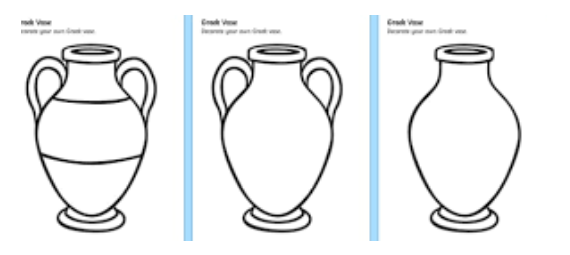 reek Vase
corate your own Greek vase.
Greek Vase
Decorate your own Greek vase.
Greek Vase
Decorate your own Greek vase.